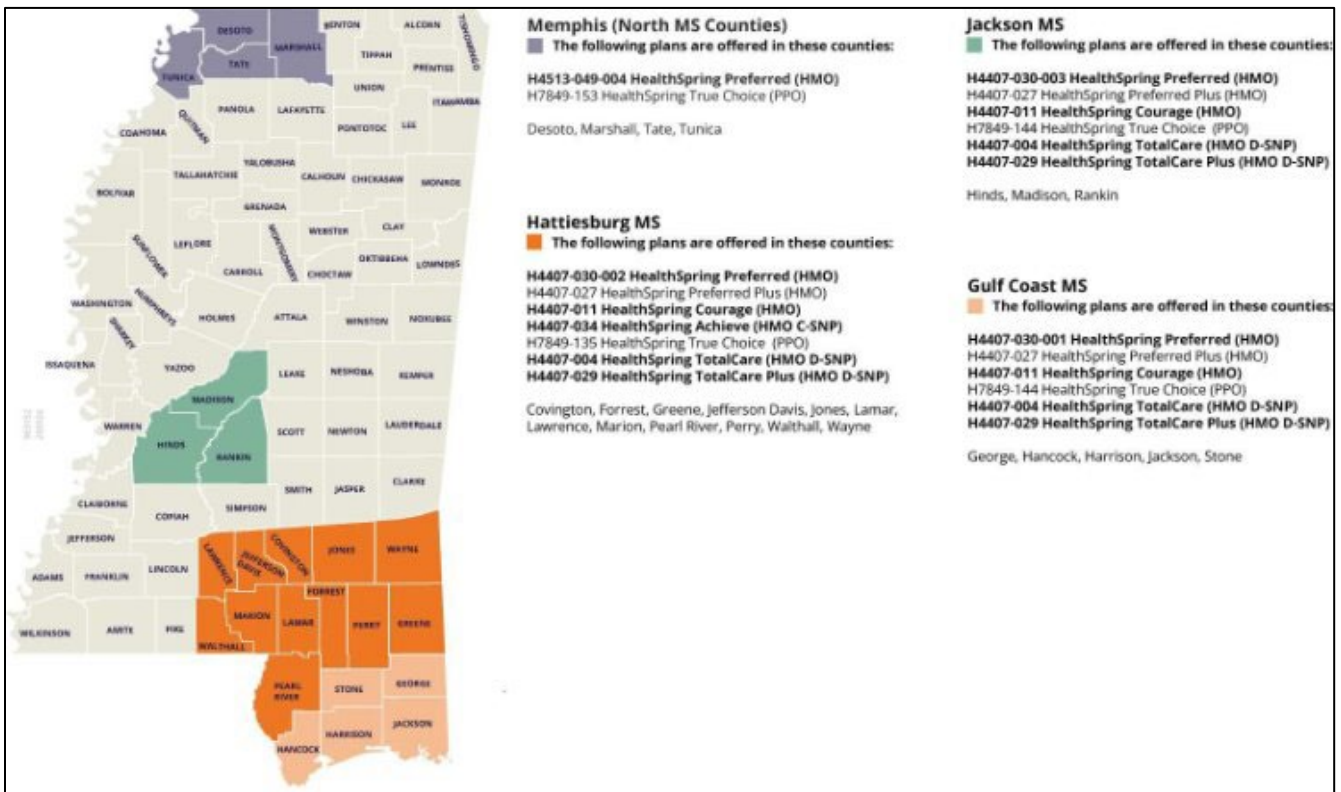 DESOTO
MARSHALL
TATE
TUNICA
BENTON
ALCORN
TISHOMINGO
TIPPAH
PRENTISS
UNION
ITAWAMBA
PANOLA
LAFAYETTE
QUITMAN
COAHOMA
PONTOTOC
LEE
YALOBUSHA
TALLAHATCHIE
CALHOUN
CHICKASAW
MONROE
BOLIVAR
GRENADA
SUNFLOWER
LEFLORE
MONTGOMERY
WEBSTER
CLAY
CARROLL
CHOCTAW
OKTIBBEHA
LOWNDES
WASHINGTON
HUMPHREYS
HOLMES
ATTALA
WINSTON
NOXUBEE
SHARKEY
ISSAQUENA
YAZOO
LEAKE
NESHOBA
KEMPER
MADISON
WARREN
HINDS
RANKIN
SCOTT
NEWTON
LAUDERDALE
CLAIBORNE
COPIAH
SIMPSON
SMITH
JASPER
CLARKE
JEFFERSON
LAWRENCE
JEFFERSON
DAVIS
COVINGTON
JONES
WAYNE
ADAMS
FRANKLIN
LINCOLN
WILKINSON
AMITE
PIKE
WALTHALL
MARION
LAMAR
FORREST
PERRY
GREENE
PEARL
RIVER
STONE
GEORGE
HANCOCK
HARRISON
JACKSON
Memphis (North MS Counties)
The following plans are offered in these counties:
H4513-049-004 HealthSpring Preferred (HMO)
H7849-153 HealthSpring True Choice (PPO)
Desoto, Marshall, Tate, Tunica
Hattiesburg MS
The following plans are offered in these counties:
H4407-030-002 HealthSpring Preferred (HMO)
H4407-027 HealthSpring Preferred Plus (HMO)
H4407-011 HealthSpring Courage (HMO)
H4407-034 HealthSpring Achieve (HMO C-SNP)
H7849-135 HealthSpring True Choice (PPO)
H4407-004 HealthSpring TotalCare (HMO D-SNP)
H4407-029 HealthSpring TotalCare Plus (HMO D-SNP)
Covington, Forrest, Greene, Jefferson Davis, Jones, Lamar,
Lawrence, Marion, Pearl River, Perry, Walthall, Wayne
Jackson MS
The following plans are offered in these counties:
H4407-030-003 HealthSpring Preferred (HMO)
H4407-027 HealthSpring Preferred Plus (HMO)
H4407-011 HealthSpring Courage (HMO)
H7849-144 HealthSpring True Choice (PPO)
H4407-004 HealthSpring TotalCare (HMO D-SNP)
H4407-029 HealthSpring TotalCare Plus (HMO D-SNP)
Hinds, Madison, Rankin
Gulf Coast MS
The following plans are offered in these counties:
H4407-030-001 HealthSpring Preferred (HMO)
H4407-027 HealthSpring Preferred Plus (HMO)
H4407-011 HealthSpring Courage (HMO)
H7849-144 HealthSpring True Choice (PPO)
H4407-004 HealthSpring TotalCare (HMO D-SNP)
H4407-029 HealthSpring TotalCare Plus (HMO D-SNP)
George, Hancock, Harrison, Jackson, Stone